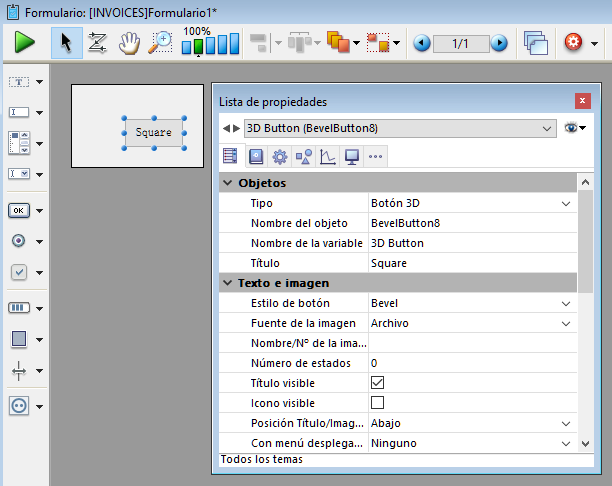 Formulario: [INVOICES]Formulario1*
100%
1/1
Square
OK
Lista de propiedades
3D Button (BevelButton8)
Objetos
Tipo Botón 3D
Nombre del objeto BevelButton8
Nombre de la variable 3D Button
Título Square
Texto e imagen
Estilo de botón Bevel
Fuente de la imagen Archivo
Nombre/Nº de la ima...
Número de estados 0
Título visible
Icono visible
Posición Título/Imag... Abajo
Con menú desplega... Ninguno
Todos los temas